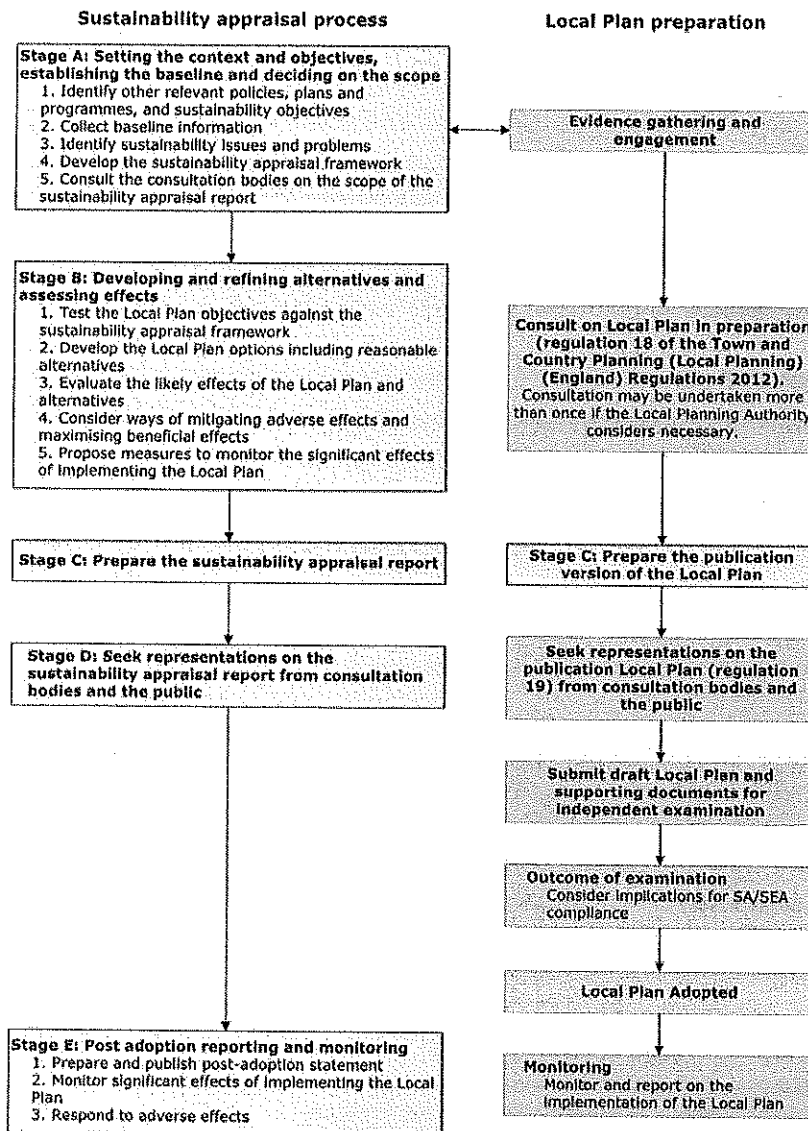 Sustainability appraisal process
Local Plan preparation
Stage A: Setting the context and objectives,
establishing the baseline and deciding on the scope
1. Identify other relevant policies, plans and
programmes, and sustainability objectives
2. Collect baseline information
3. Identify sustainability issues and problems
4. Develop the sustainability appraisal framework
5. Consult the consultation bodies on the scope of the
sustainability appraisal report
Evidence gathering and
engagement
Stage B: Developing and refining alternatives and
assessing effects
1. Test the Local Plan objectives against the
sustainability appraisal framework
2. Develop the Local Plan options including reasonable
alternatives
3. Evaluate the likely effects of the Local Plan and
alternatives
4. Consider ways of mitigating adverse effects and
maximising beneficial effects
5. Propose measures to monitor the significant effects
of implementing the Local Plan
Consult on Local Plan in preparation
(regulation 18 of the Town and
Country Planning (Local Planning)
(England) Regulations 2012).
Consultation may be undertaken more
than once if the Local Planning Authority
considers necessary.
Stage C: Prepare the sustainability appraisal report
Stage C: Prepare the publication
version of the Local Plan
Stage D: Seek representations on the
sustainability appraisal report from consultation
bodies and the public
Seek representations on the
publication Local Plan (regulation
19) from consultation bodies and
the public
Submit draft Local Plan and
supporting documents for
independent examination
Outcome of examination
Consider implications for SA/SEA
compliance
Local Plan Adopted
Stage E: Post adoption reporting and monitoring
1. Prepare and publish post-adoption statement
2. Monitor significant effects of implementing the Local
Plan
3. Respond to adverse effects
Monitoring
Monitor and report on the
implementation of the Local Plan